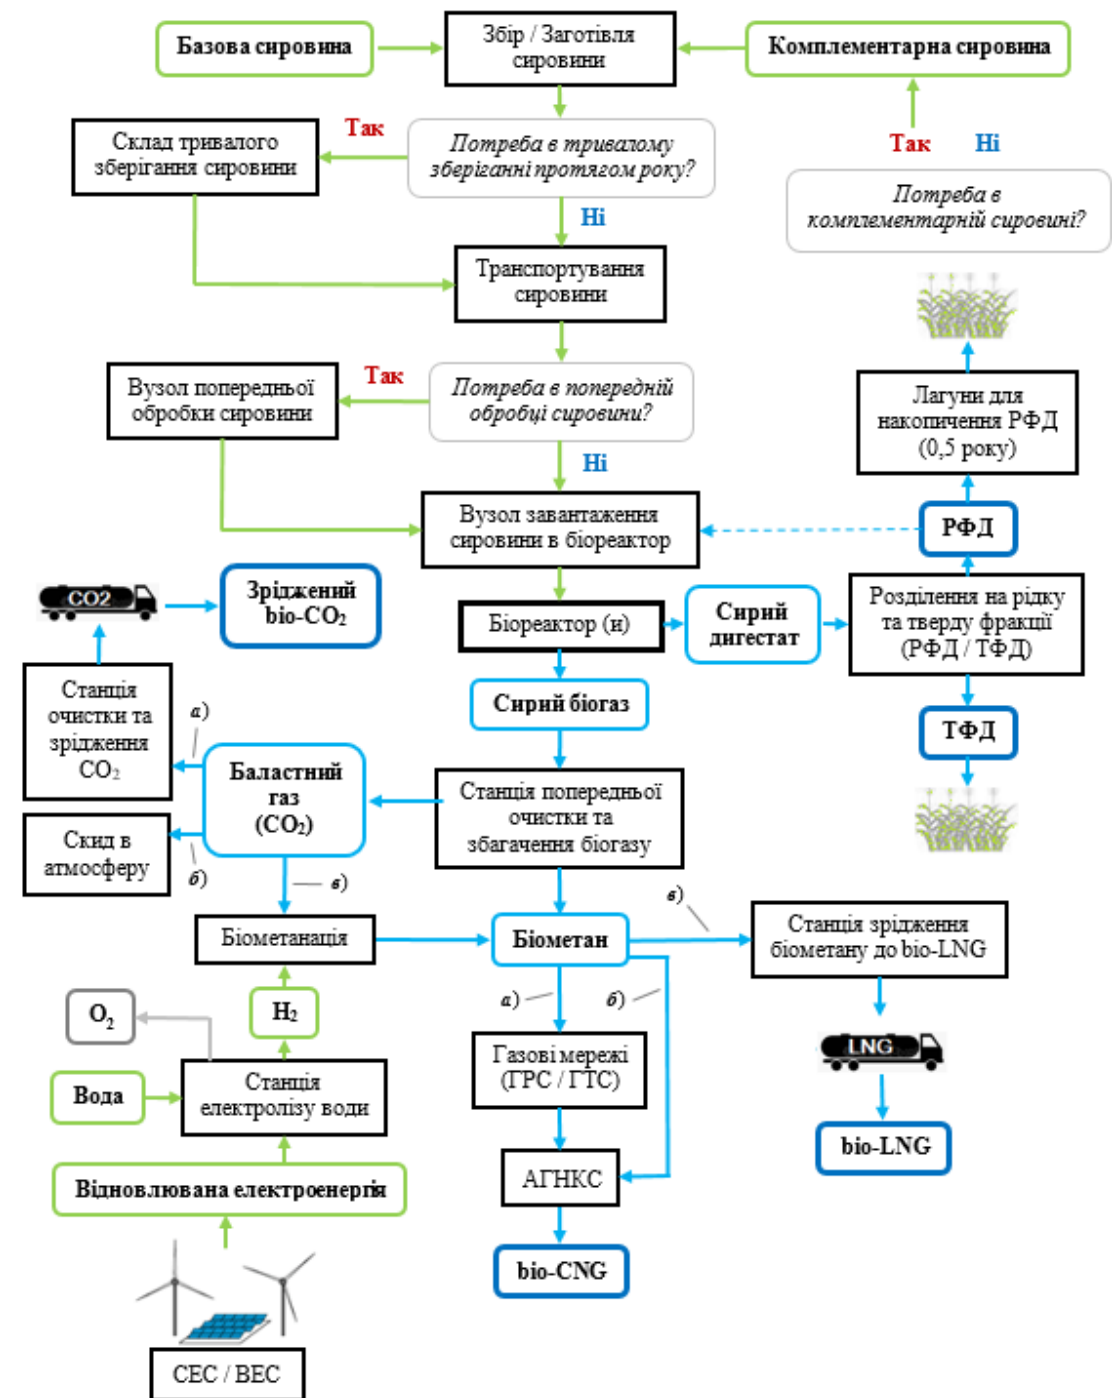 Базова сировина
Збір / Заготівля
сировини
Комплементарна сировина
Так
Ні
Потреба в
комплементарній сировині?
Склад тривалого
зберігання сировини
Так
Потреба в тривалому
зберіганні протягом року?
Ні
Транспортування
сировини
Вузол попередньої
обробки сировини
Так
Потреба в попередній
обробці сировини?
Ні
Лагуни для
накопичення РФД
(0,5 року)
Вузол завантаження
сировини в біореактор
РФД
CO2
Зріджений
bio-CO₂
Біореактор (и)
Сирий
дигестат
Розділення на рідку
та тверду фракції
(РФД / ТФД)
Сирий біогаз
ТФД
Станція
очистки та
зрідження
CO₂
а)
Баластний
газ
(CO₂)
Станція попередньої
очистки та
збагачення біогазу
Скид в
атмосферу
б)
в)
в)
Біометанація
Біометан
Станція зрідження
біометану до bio-LNG
а)
б)
O₂
H₂
LNG
Газові мережі
(ГРС / ГТС)
Вода
Станція
електролізу води
bio-LNG
Відновлювана електроенергія
АГНКС
bio-CNG
СЕС / ВЕС